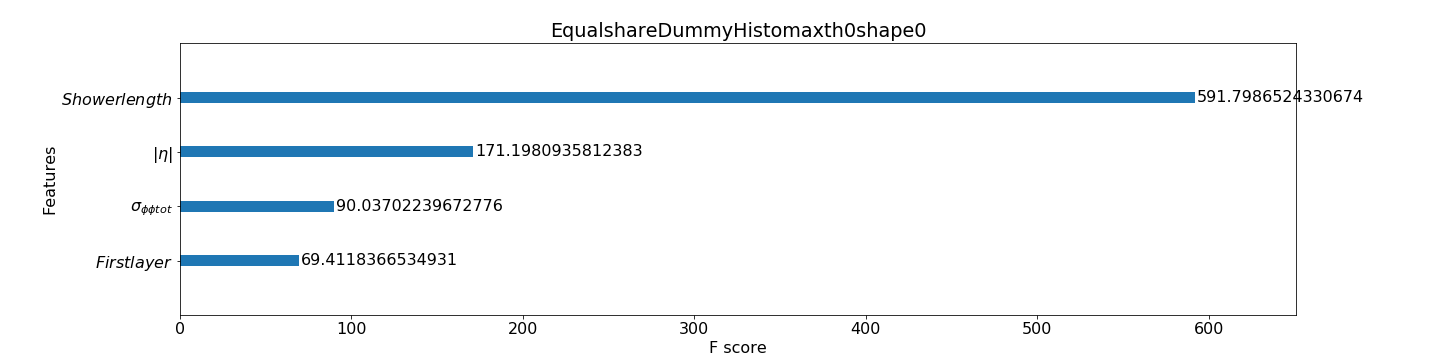 EqualshareDummyHistomaxth0shape0
Showerlength 591.7986524330674
|η| 171.1980935812383
σϕϕtot 90.03702239672776
Firstlayer 69.4118366534931
Features
0 100 200 300 400 500 600
F score